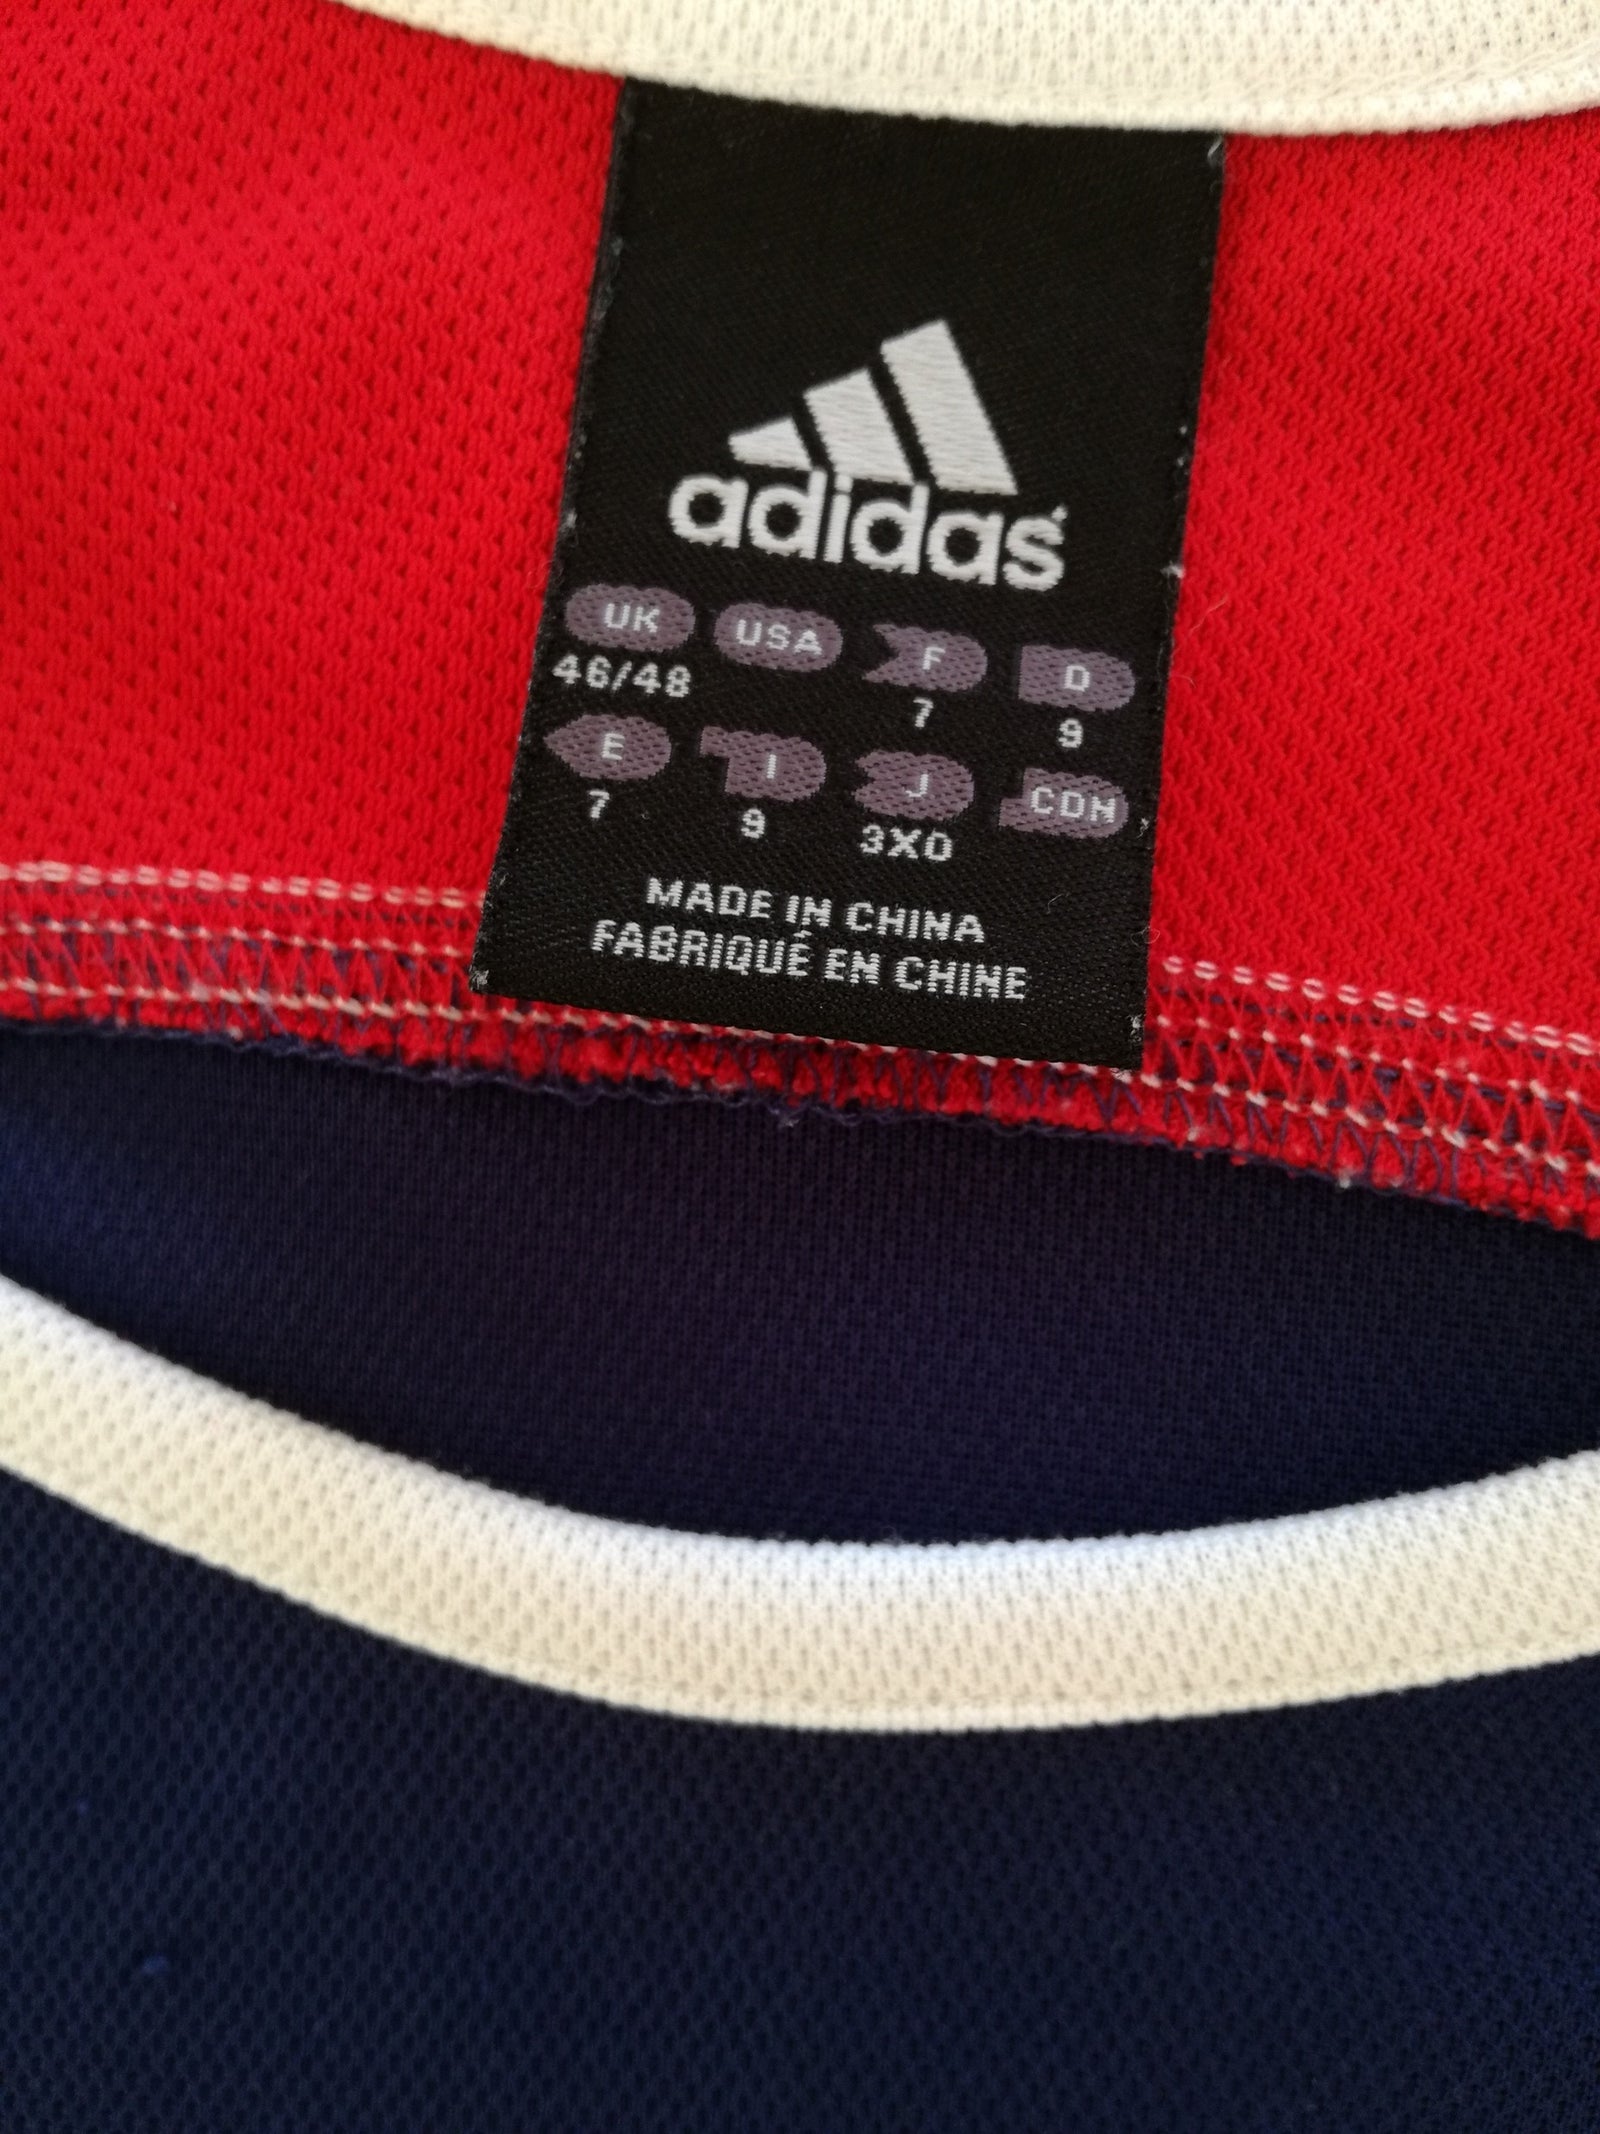 adidas
UK USA F D
46/48 7 9
E I J CDN
7 9 3XO
MADE IN CHINA
FABRIQUÉ EN CHINE